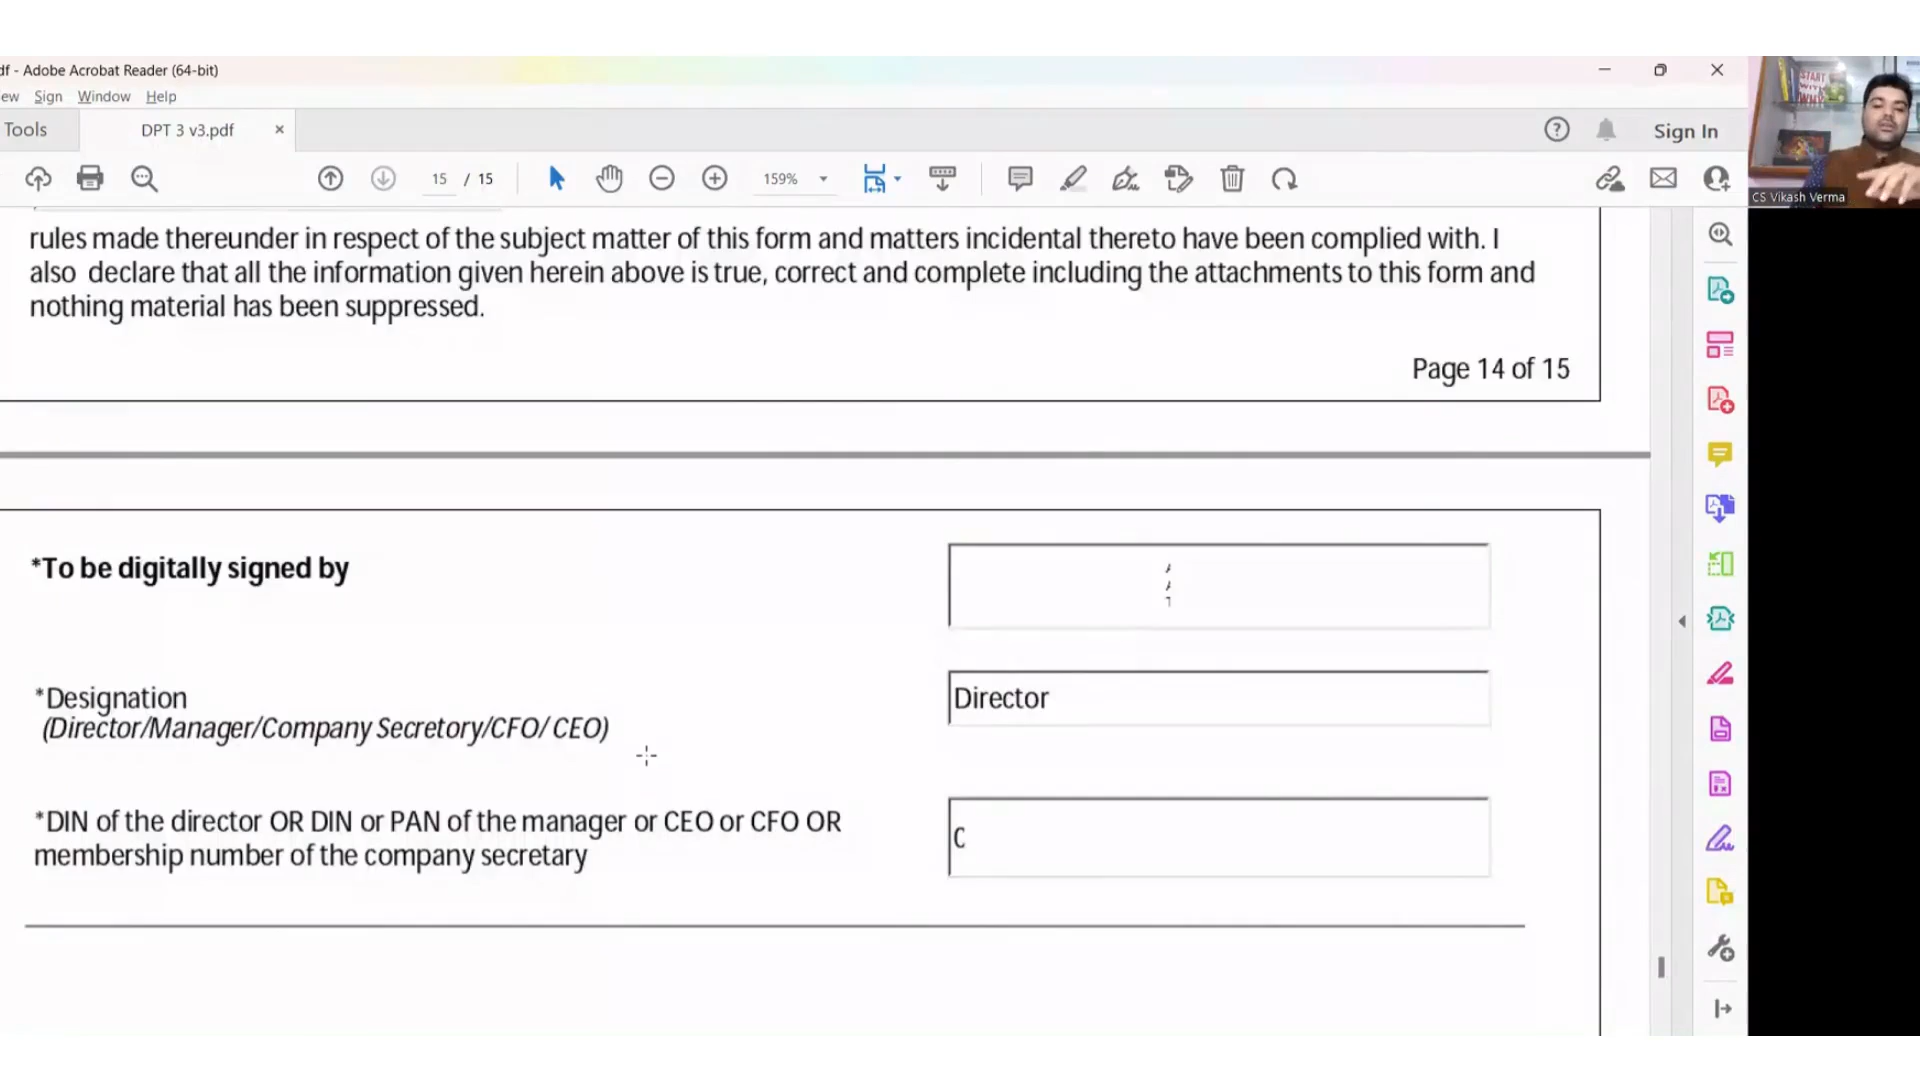 df - Adobe Acrobat Reader (64-bit)
ew Sign Window Help
Tools DPT 3 v3.pdf × Sign In
15 / 15 159%
START
WITH
WHY
CS Vikash Verma
rules made thereunder in respect of the subject matter of this form and matters incidental thereto have been complied with. I
also declare that all the information given herein above is true, correct and complete including the attachments to this form and
nothing material has been suppressed.
Page 14 of 15
*To be digitally signed by
*Designation
Director
(Director/Manager/Company Secretory/CFO/ CEO)
*DIN of the director OR DIN or PAN of the manager or CEO or CFO OR
membership number of the company secretary